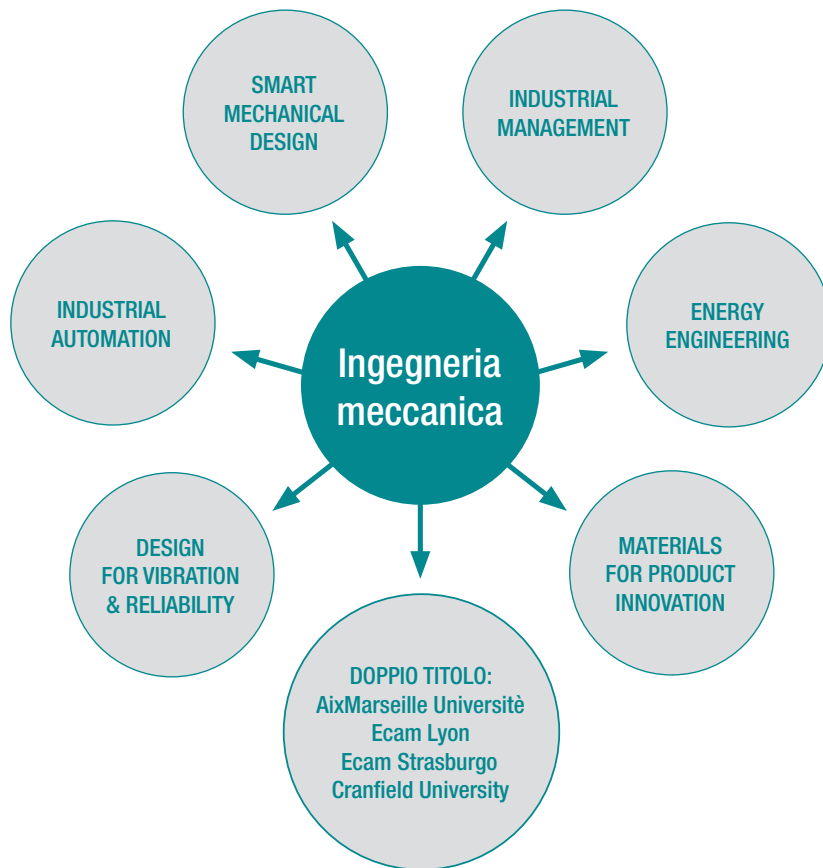 SMART
MECHANICAL
DESIGN
INDUSTRIAL
MANAGEMENT
INDUSTRIAL
AUTOMATION
Ingegneria
meccanica
ENERGY
ENGINEERING
DESIGN
FOR VIBRATION
& RELIABILITY
MATERIALS
FOR PRODUCT
INNOVATION
DOPPIO TITOLO:
AixMarseille Universitè
Ecam Lyon
Ecam Strasburgo
Cranfield University